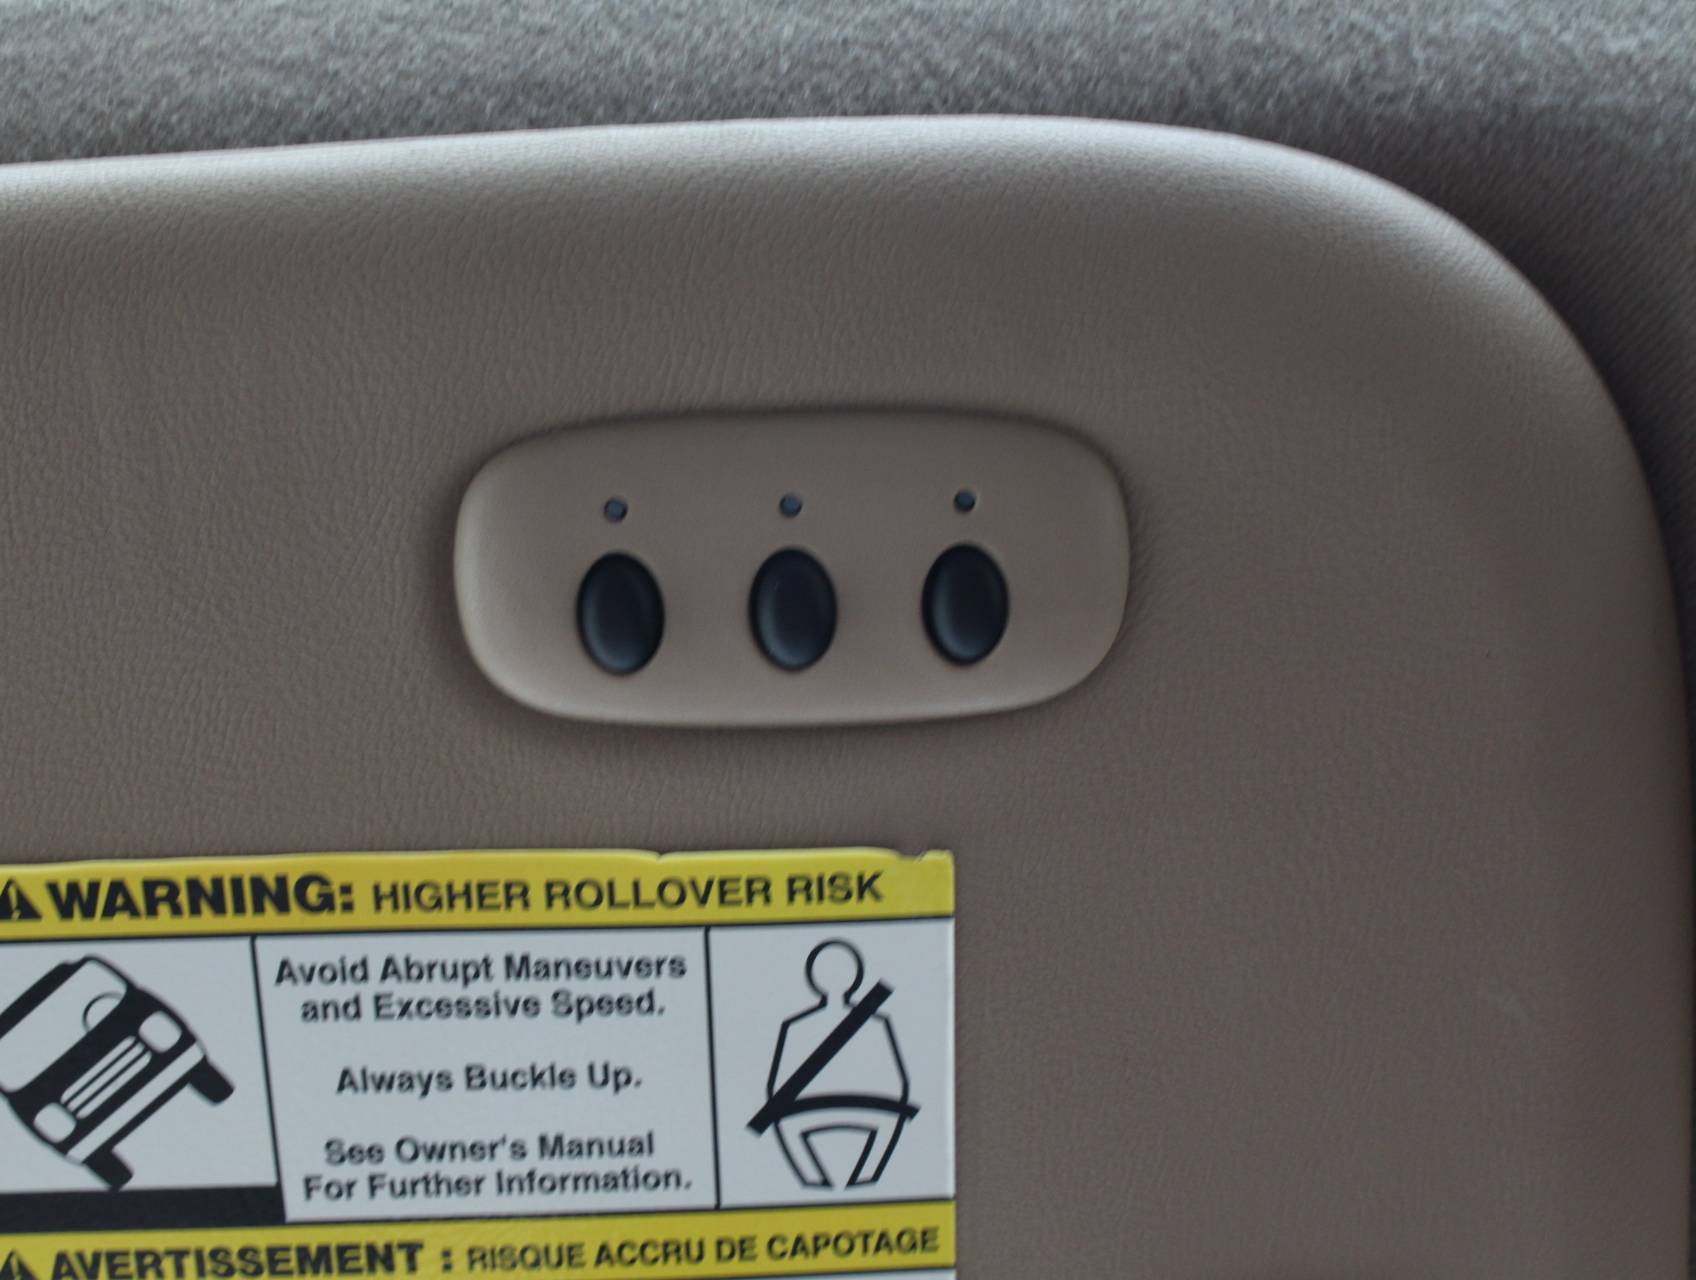 WARNING: HIGHER ROLLOVER RISK
Avoid Abrupt Maneuvers
and Excessive Speed.
Always Buckle Up.
See Owner's Manual
For Further Information.
AVERTISSEMENT : RISQUE ACCRU DE CAPOTAGE